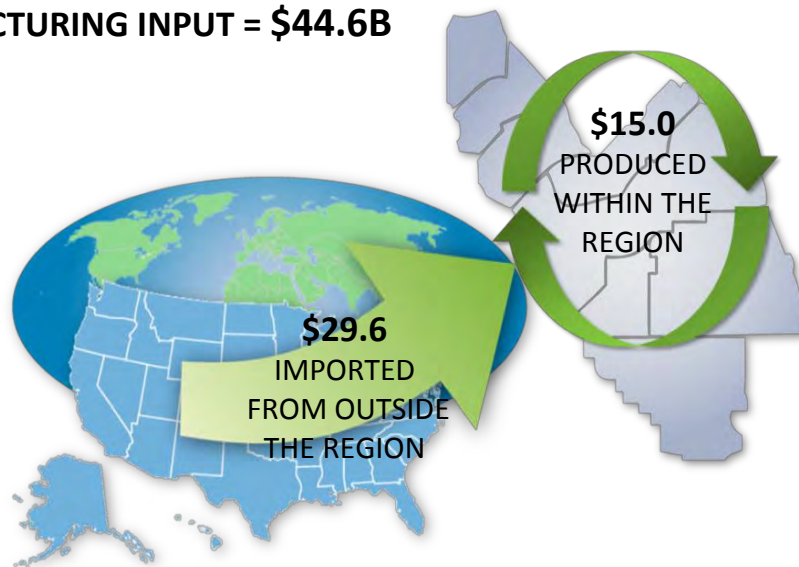 CTURING INPUT = $44.6B
$15.0
PRODUCED
WITHIN THE
REGION
$29.6
IMPORTED
FROM OUTSIDE
THE REGION